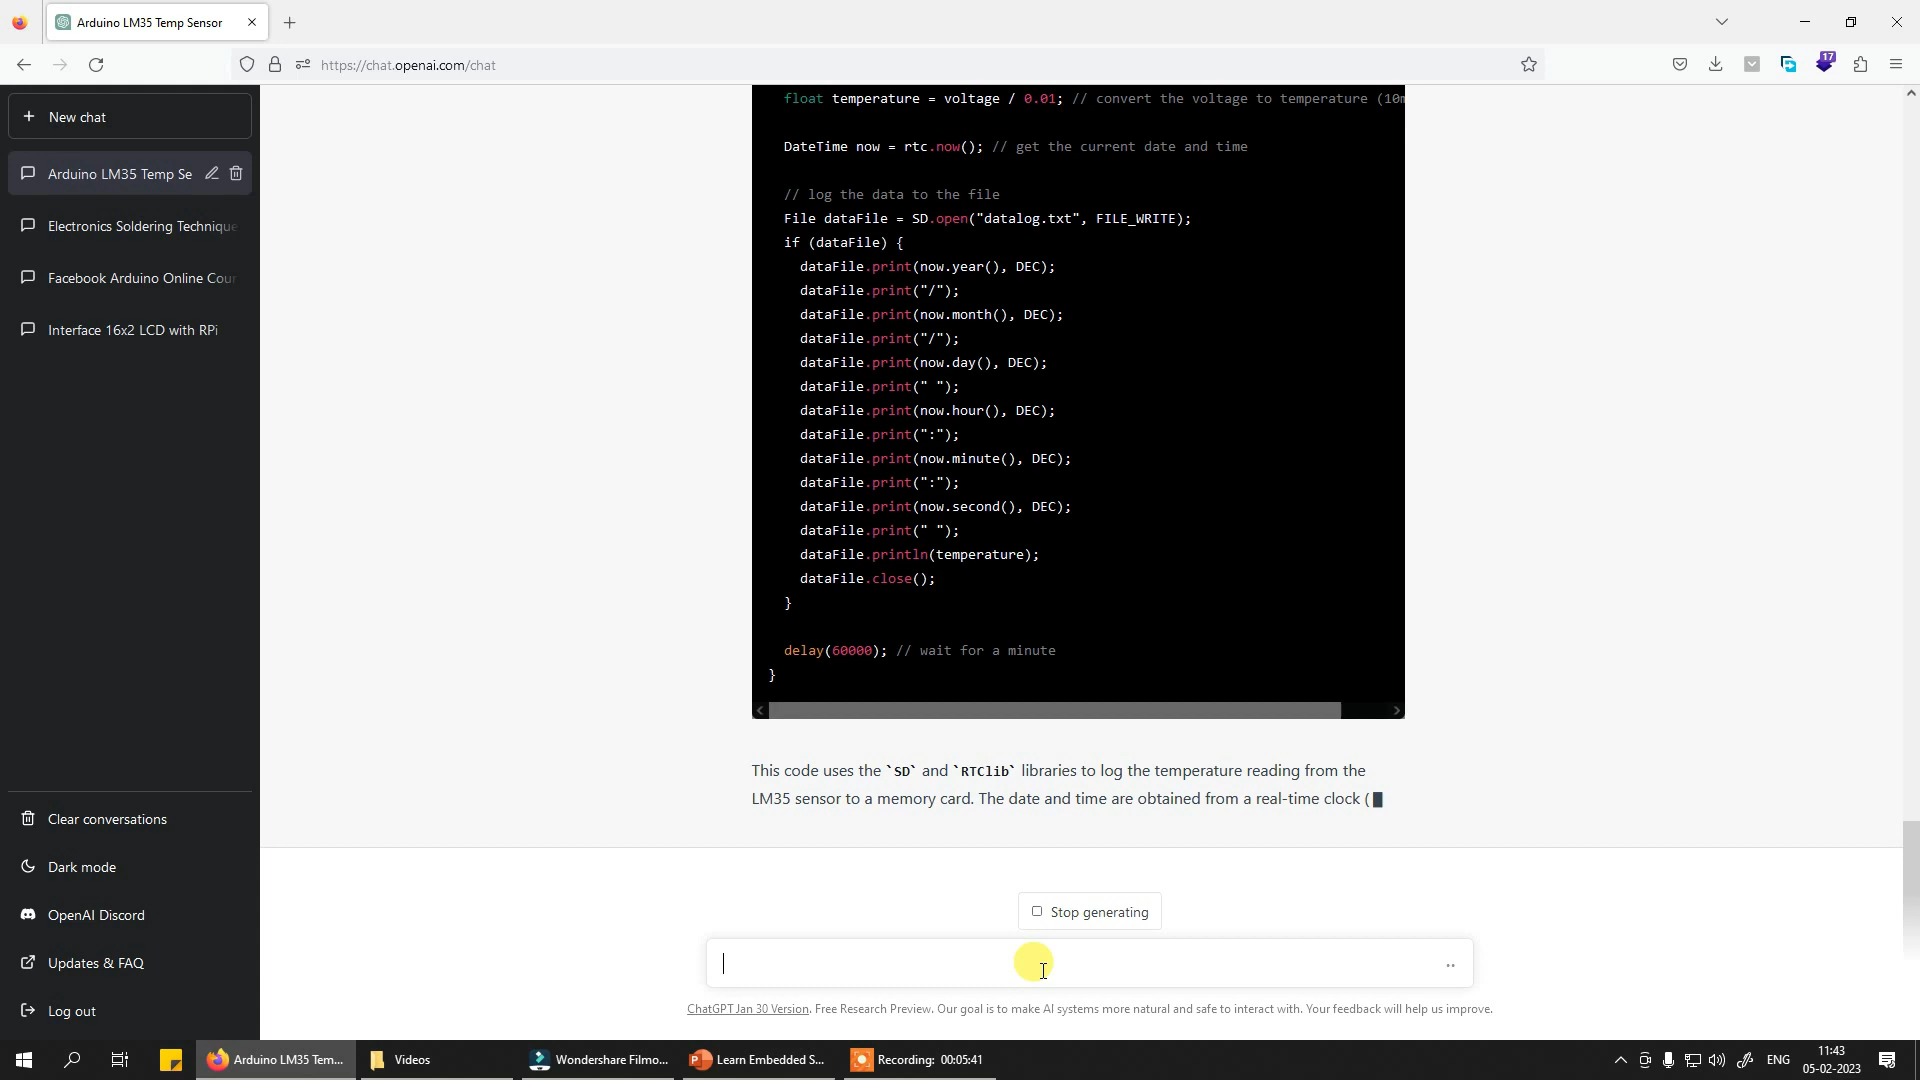 Arduino LM35 Temp Sensor
https://chat.openai.com/chat
17
New chat
Arduino LM35 Temp Se
Electronics Soldering Technique
Facebook Arduino Online Cour
Interface 16x2 LCD with RPi
Clear conversations
Dark mode
OpenAI Discord
Updates & FAQ
Log out
float temperature = voltage / 0.01; // convert the voltage to temperature (10m
DateTime now = rtc.now(); // get the current date and time
// log the data to the file
File dataFile = SD.open("datalog.txt", FILE_WRITE);
if (dataFile) {
dataFile.print(now.year(), DEC);
dataFile.print("/");
dataFile.print(now.month(), DEC);
dataFile.print("/");
dataFile.print(now.day(), DEC);
dataFile.print(" ");
dataFile.print(now.hour(), DEC);
dataFile.print(":");
dataFile.print(now.minute(), DEC);
dataFile.print(":");
dataFile.print(now.second(), DEC);
dataFile.print(" ");
dataFile.println(temperature);
dataFile.close();
}
delay(60000); // wait for a minute
}
This code uses the `SD` and `RTClib` libraries to log the temperature reading from the
LM35 sensor to a memory card. The date and time are obtained from a real-time clock (
Stop generating
ChatGPT Jan 30 Version. Free Research Preview. Our goal is to make AI systems more natural and safe to interact with. Your feedback will help us improve.
Arduino LM35 Tem...
Videos
Wondershare Filmo...
Learn Embedded S...
Recording: 00:05:41
ENG
11:43
05-02-2023